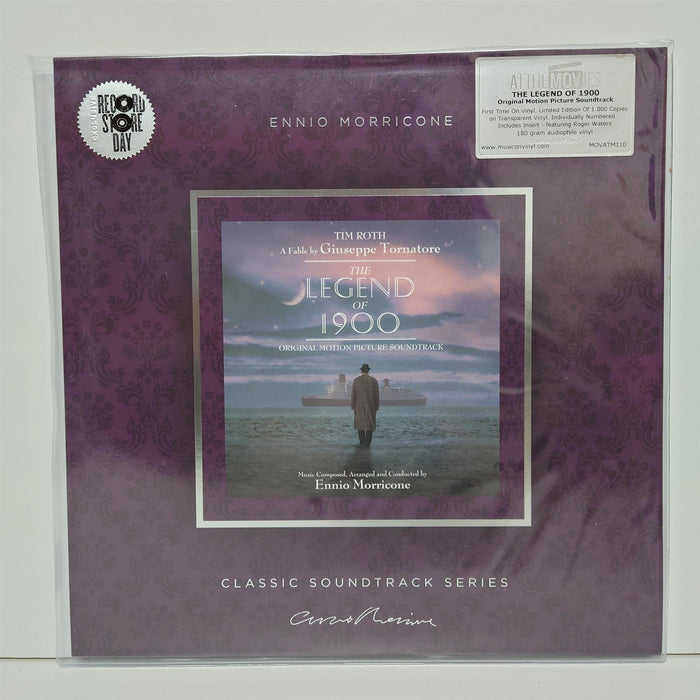 EXCLUSIVE
RECORD
STORE
DAY
ENNIO MORRICONE
AT THE MOVIES
THE LEGEND OF 1900
Original Motion Picture Soundtrack
First Time On Vinyl. Limited Edition Of 1.000 Copies
on Transparent Vinyl. Individually Numbered
Includes Insert - featuring Roger Waters
180 gram audiophile vinyl
www.musiconvinyl.com MOVATM110
TIM ROTH
A Fable by Giuseppe Tornatore
THE
LEGEND
OF
1900
ORIGINAL MOTION PICTURE SOUNDTRACK
Music Composed, Arranged and Conducted by
Ennio Morricone
CLASSIC SOUNDTRACK SERIES
Ennio Morricone